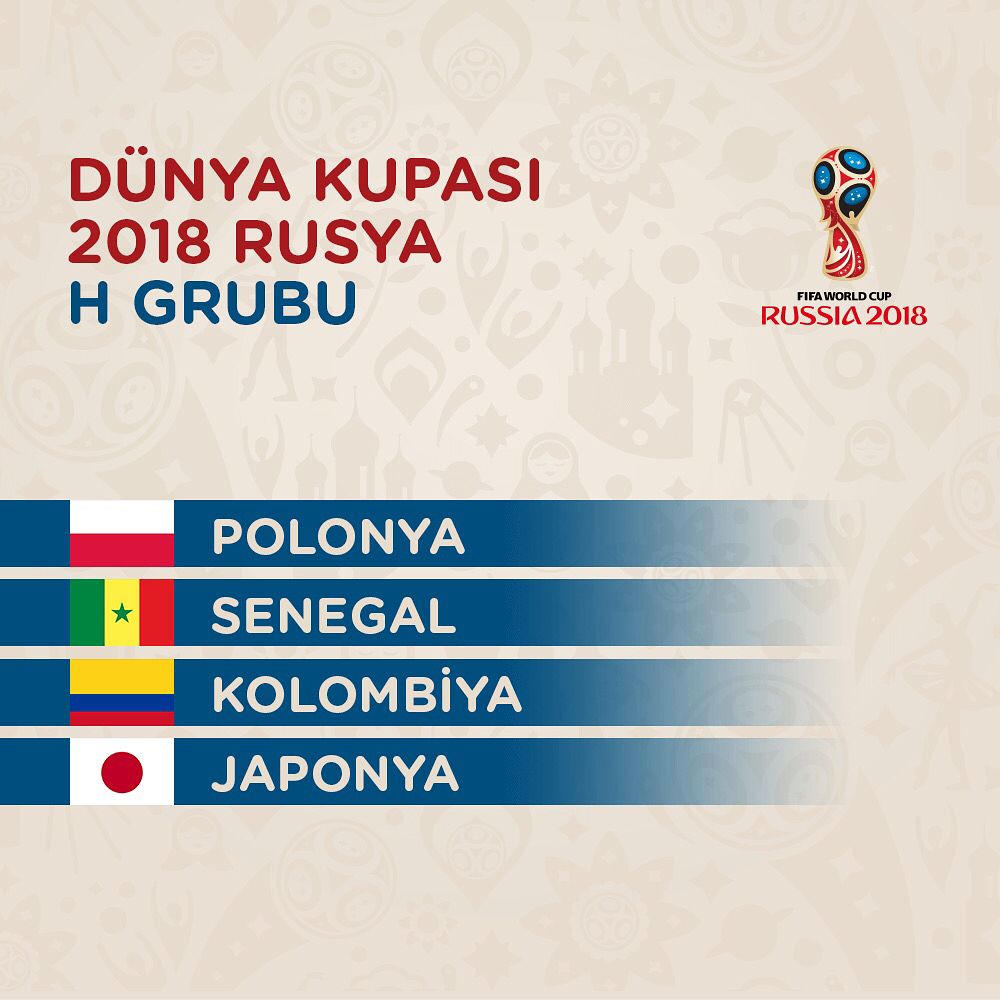 DÜNYA KUPASI
2018 RUSYA
H GRUBU
FIFA WORLD CUP
RUSSIA 2018
POLONYA
SENEGAL
KOLOMBİYA
JAPONYA